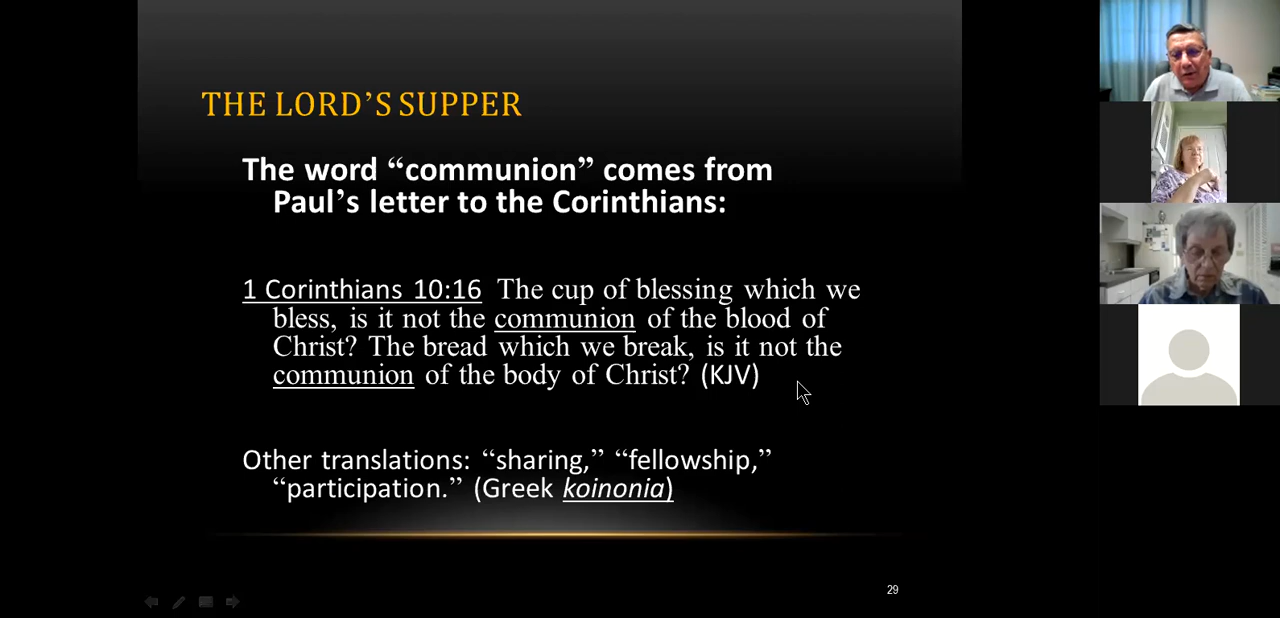 THE LORD’S SUPPER
The word “communion” comes from
Paul’s letter to the Corinthians:
1 Corinthians 10:16 The cup of blessing which we
bless, is it not the communion of the blood of
Christ? The bread which we break, is it not the
communion of the body of Christ? (KJV)
Other translations: “sharing,” “fellowship,”
“participation.” (Greek koinonia)
29